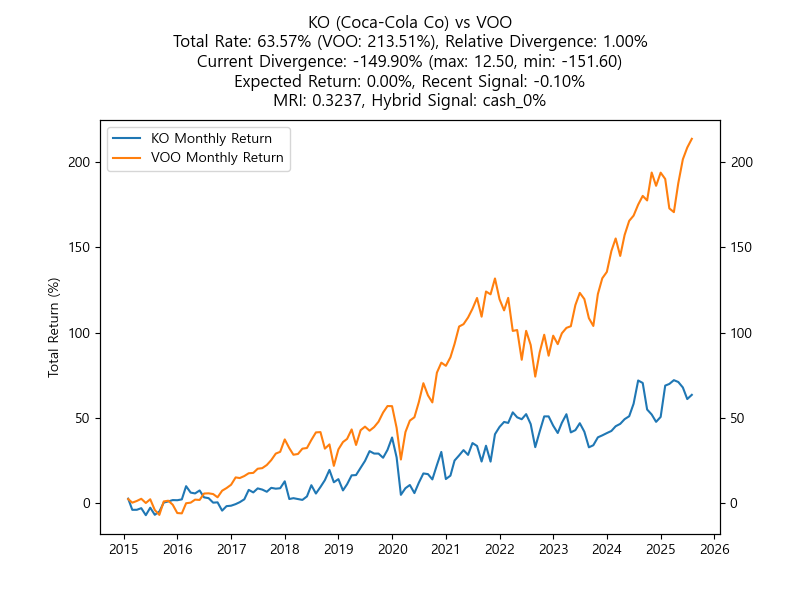 KO (Coca-Cola Co) vs VOO
Total Rate: 63.57% (VOO: 213.51%), Relative Divergence: 1.00%
Current Divergence: -149.90% (max: 12.50, min: -151.60)
Expected Return: 0.00%, Recent Signal: -0.10%
MRI: 0.3237, Hybrid Signal: cash_0%
KO Monthly Return
VOO Monthly Return
Total Return (%)
200
150
100
50
0
200
150
100
50
0
2015 2016 2017 2018 2019 2020 2021 2022 2023 2024 2025 2026